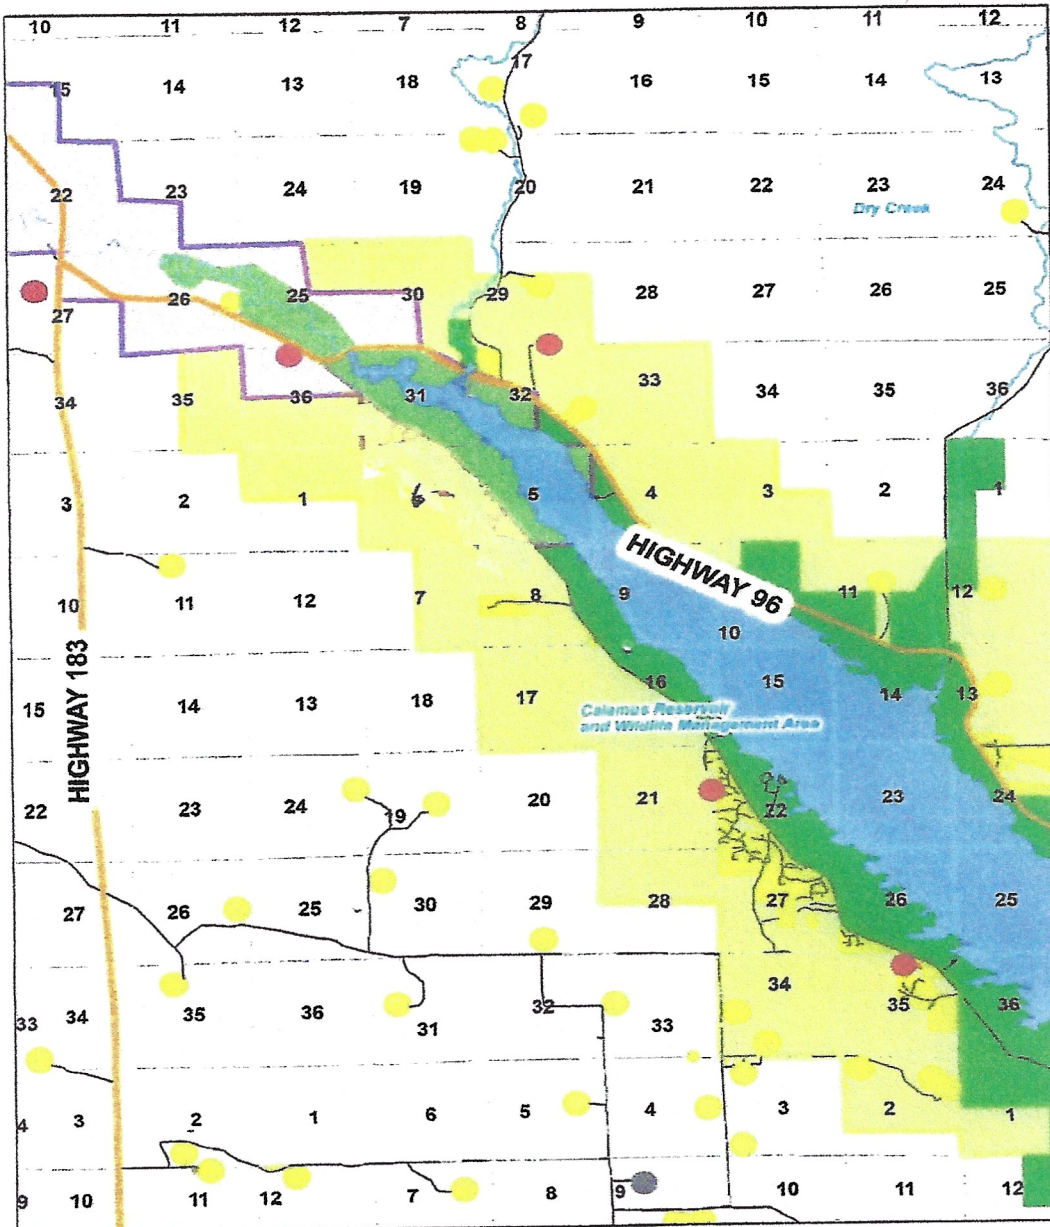 10 11 12 7 8 9 10 11 12
15 14 13 18 17 16 15 14 13
22 23 24 19 20 21 22 23 24
Dry Creek
27 26 25 30 29 28 27 26 25
34 35 36 31 32 33 34 35 36
3 2 1 6 5 4 3 2 1
HIGHWAY 96
10 11 12 7 8 9 10 11 12
HIGHWAY 183
15 14 13 18 17 16 15 14 13
Calamus Reservoir
and Wildlife Management Area
22 23 24 19 20 21 22 23 24
27 26 25 30 29 28 27 26 25
33 34 35 36 31 32 33 34 35 36
4 3 2 1 6 5 4 3 2 1
9 10 11 12 7 8 9 10 11 12